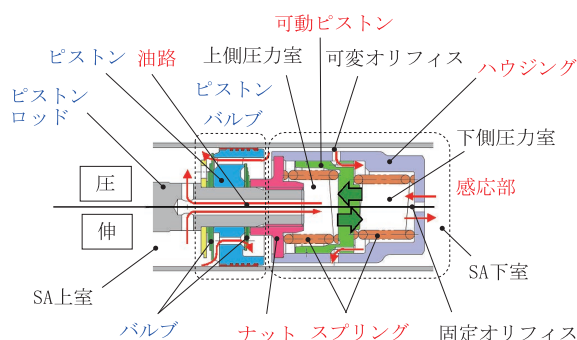 可動ピストン
ピストン
油路
上側圧力室
可変オリフィス
ハウジング
ピストン
ロッド
ピストン
バルブ
下側圧力室
圧
感応部
伸
SA上室
SA下室
バルブ
ナット
スプリング
固定オリフィス